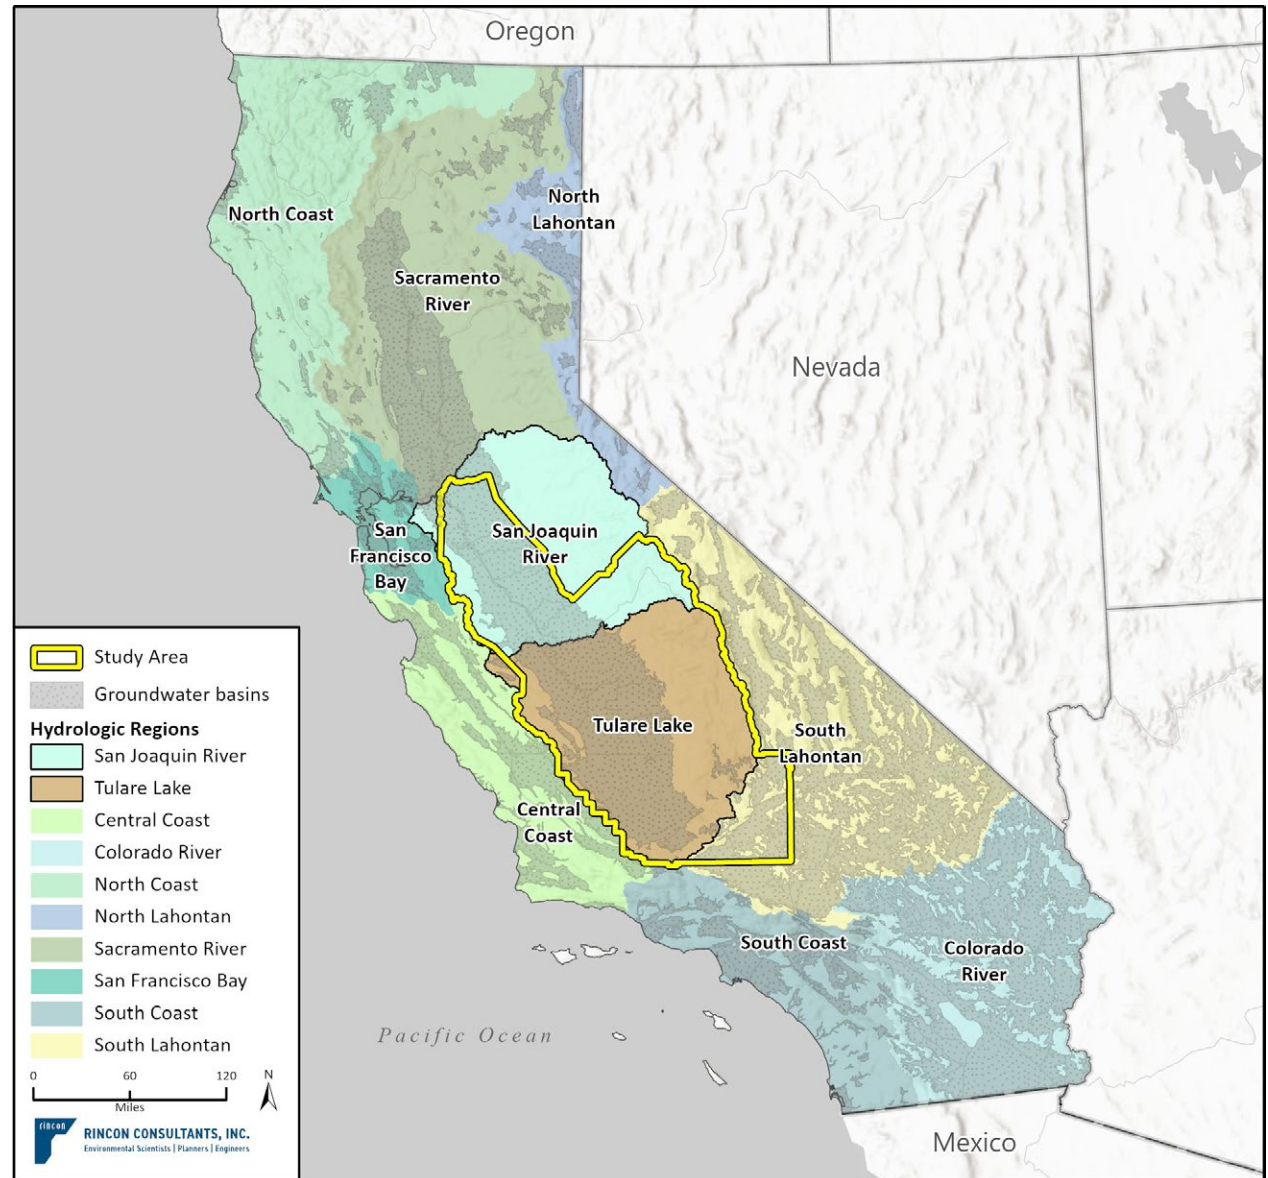 Oregon
North
Lahontan
North Coast
Sacramento
River
Nevada
San Joaquin
River
San
Francisco
Bay
Tulare Lake
South
Lahontan
Central
Coast
South Coast
Colorado
River
Pacific Ocean
Mexico
Study Area
Groundwater basins
Hydrologic Regions
San Joaquin River
Tulare Lake
Central Coast
Colorado River
North Coast
North Lahontan
Sacramento River
San Francisco Bay
South Coast
South Lahontan
0 60 120
Miles
N
rincon
RINCON CONSULTANTS, INC.
Environmental Scientists | Planners | Engineers